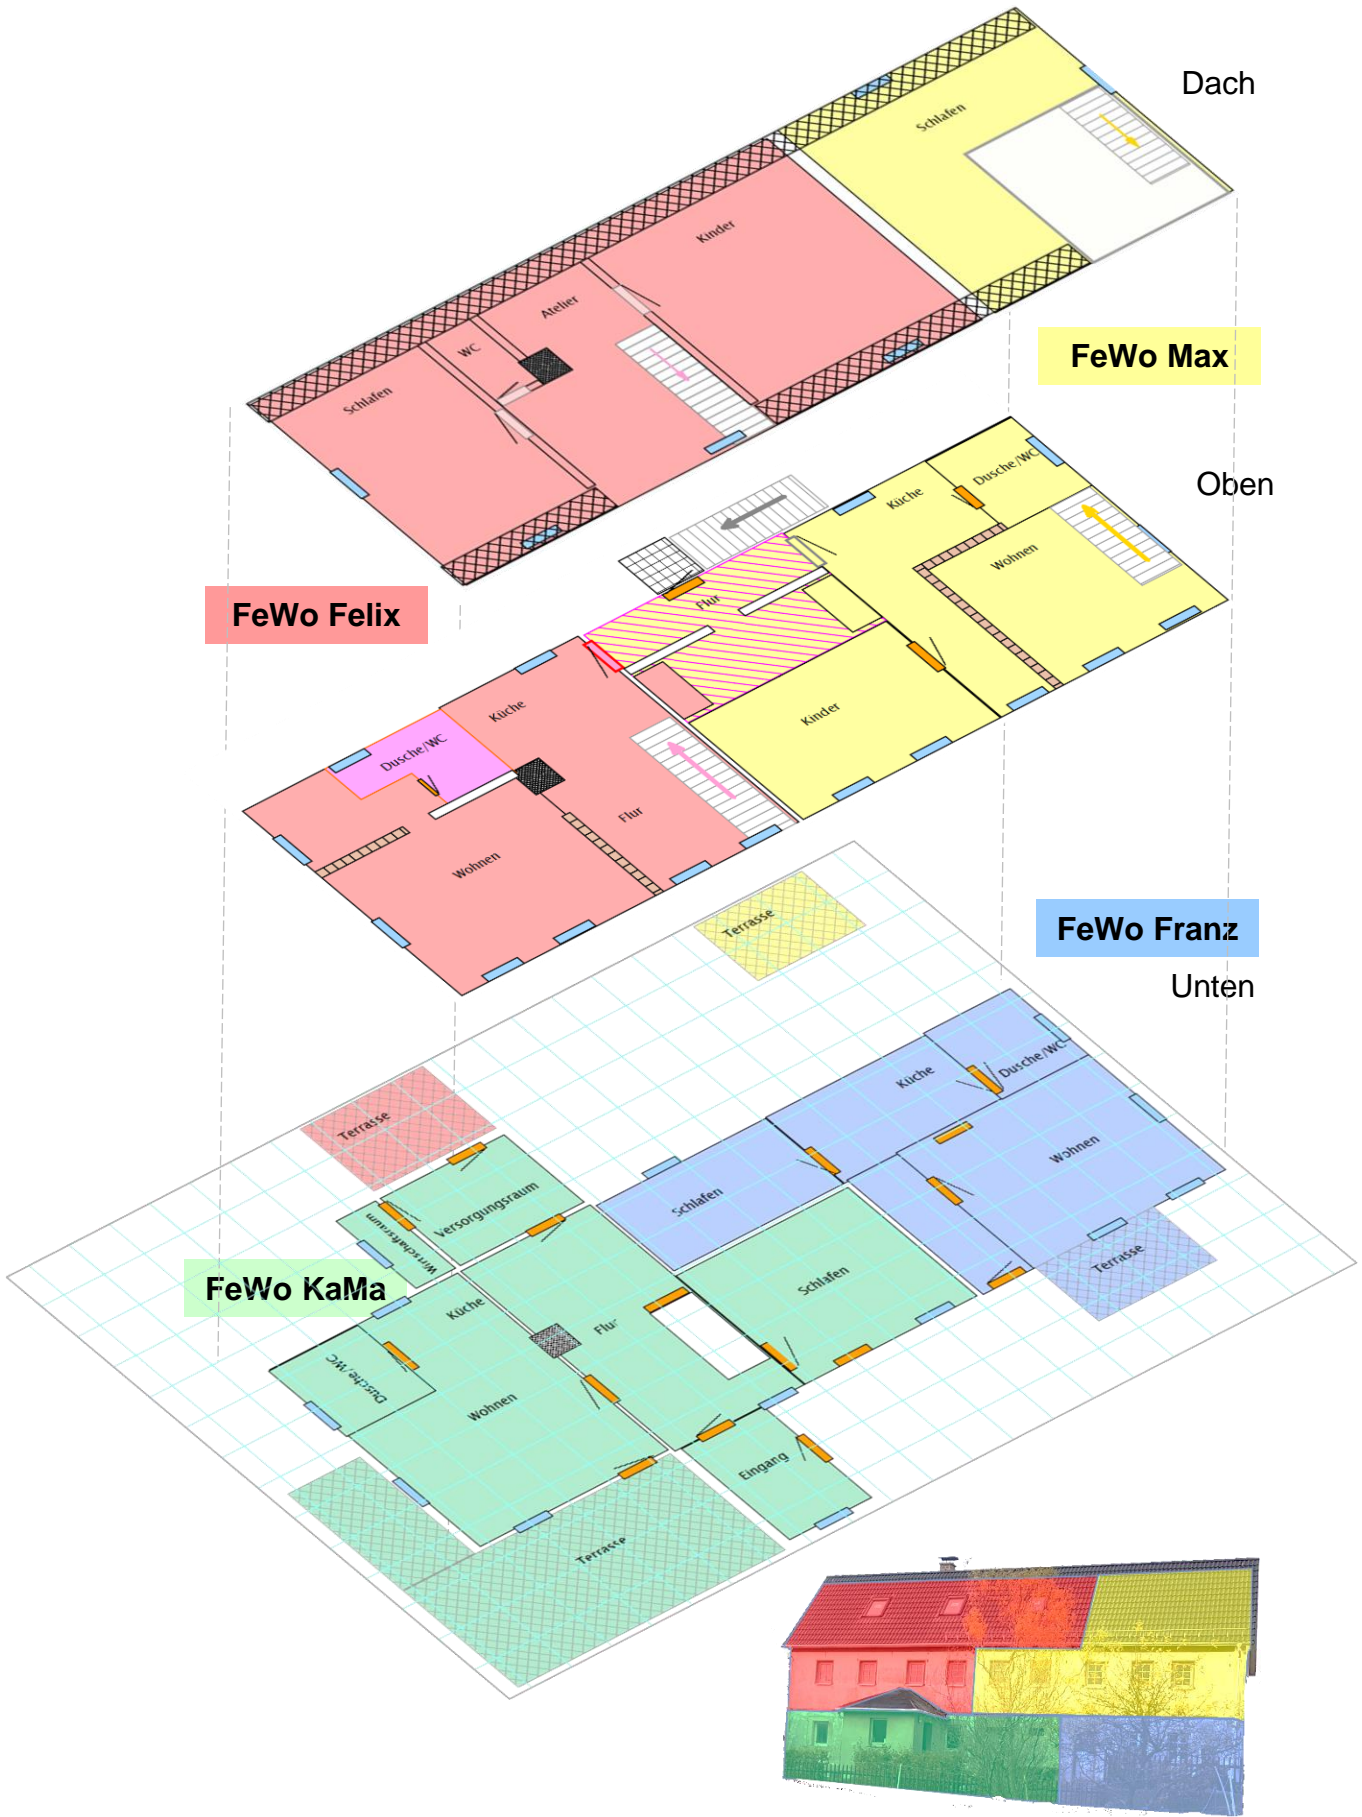 Dach
Schlafen
Kinder
Atelier
WC
Schlafen
FeWo Max
Oben
Dusche/WC
Küche
Wohnen
Flur
FeWo Felix
Kinder
Küche
Dusche/WC
Flur
Wohnen
Terrasse
FeWo Franz
Unten
Dusche/WC
Küche
Wohnen
Terrasse
Schlafen
Versorgungsraum
Wirtschaftsraum
Terrasse
FeWo KaMa
Schlafen
Küche
Flur
Dusche/WC
Wohnen
Eingang
Terrasse